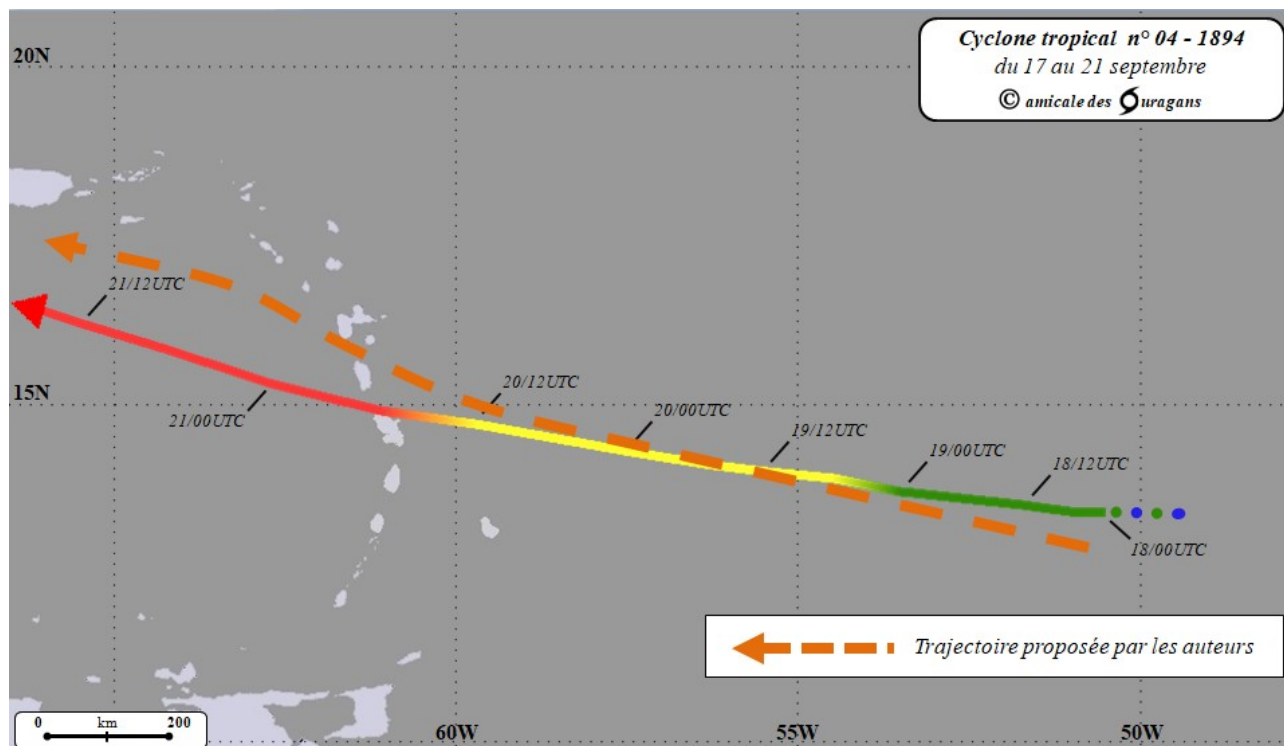 Cyclone tropical n° 04 - 1894
du 17 au 21 septembre
© amicale des Ouragans
20N
21/12UTC
15N
21/00UTC
20/12UTC
20/00UTC
19/12UTC
19/00UTC
18/12UTC
18/00UTC
Trajectoire proposée par les auteurs
0 km 200
60W 55W 50W